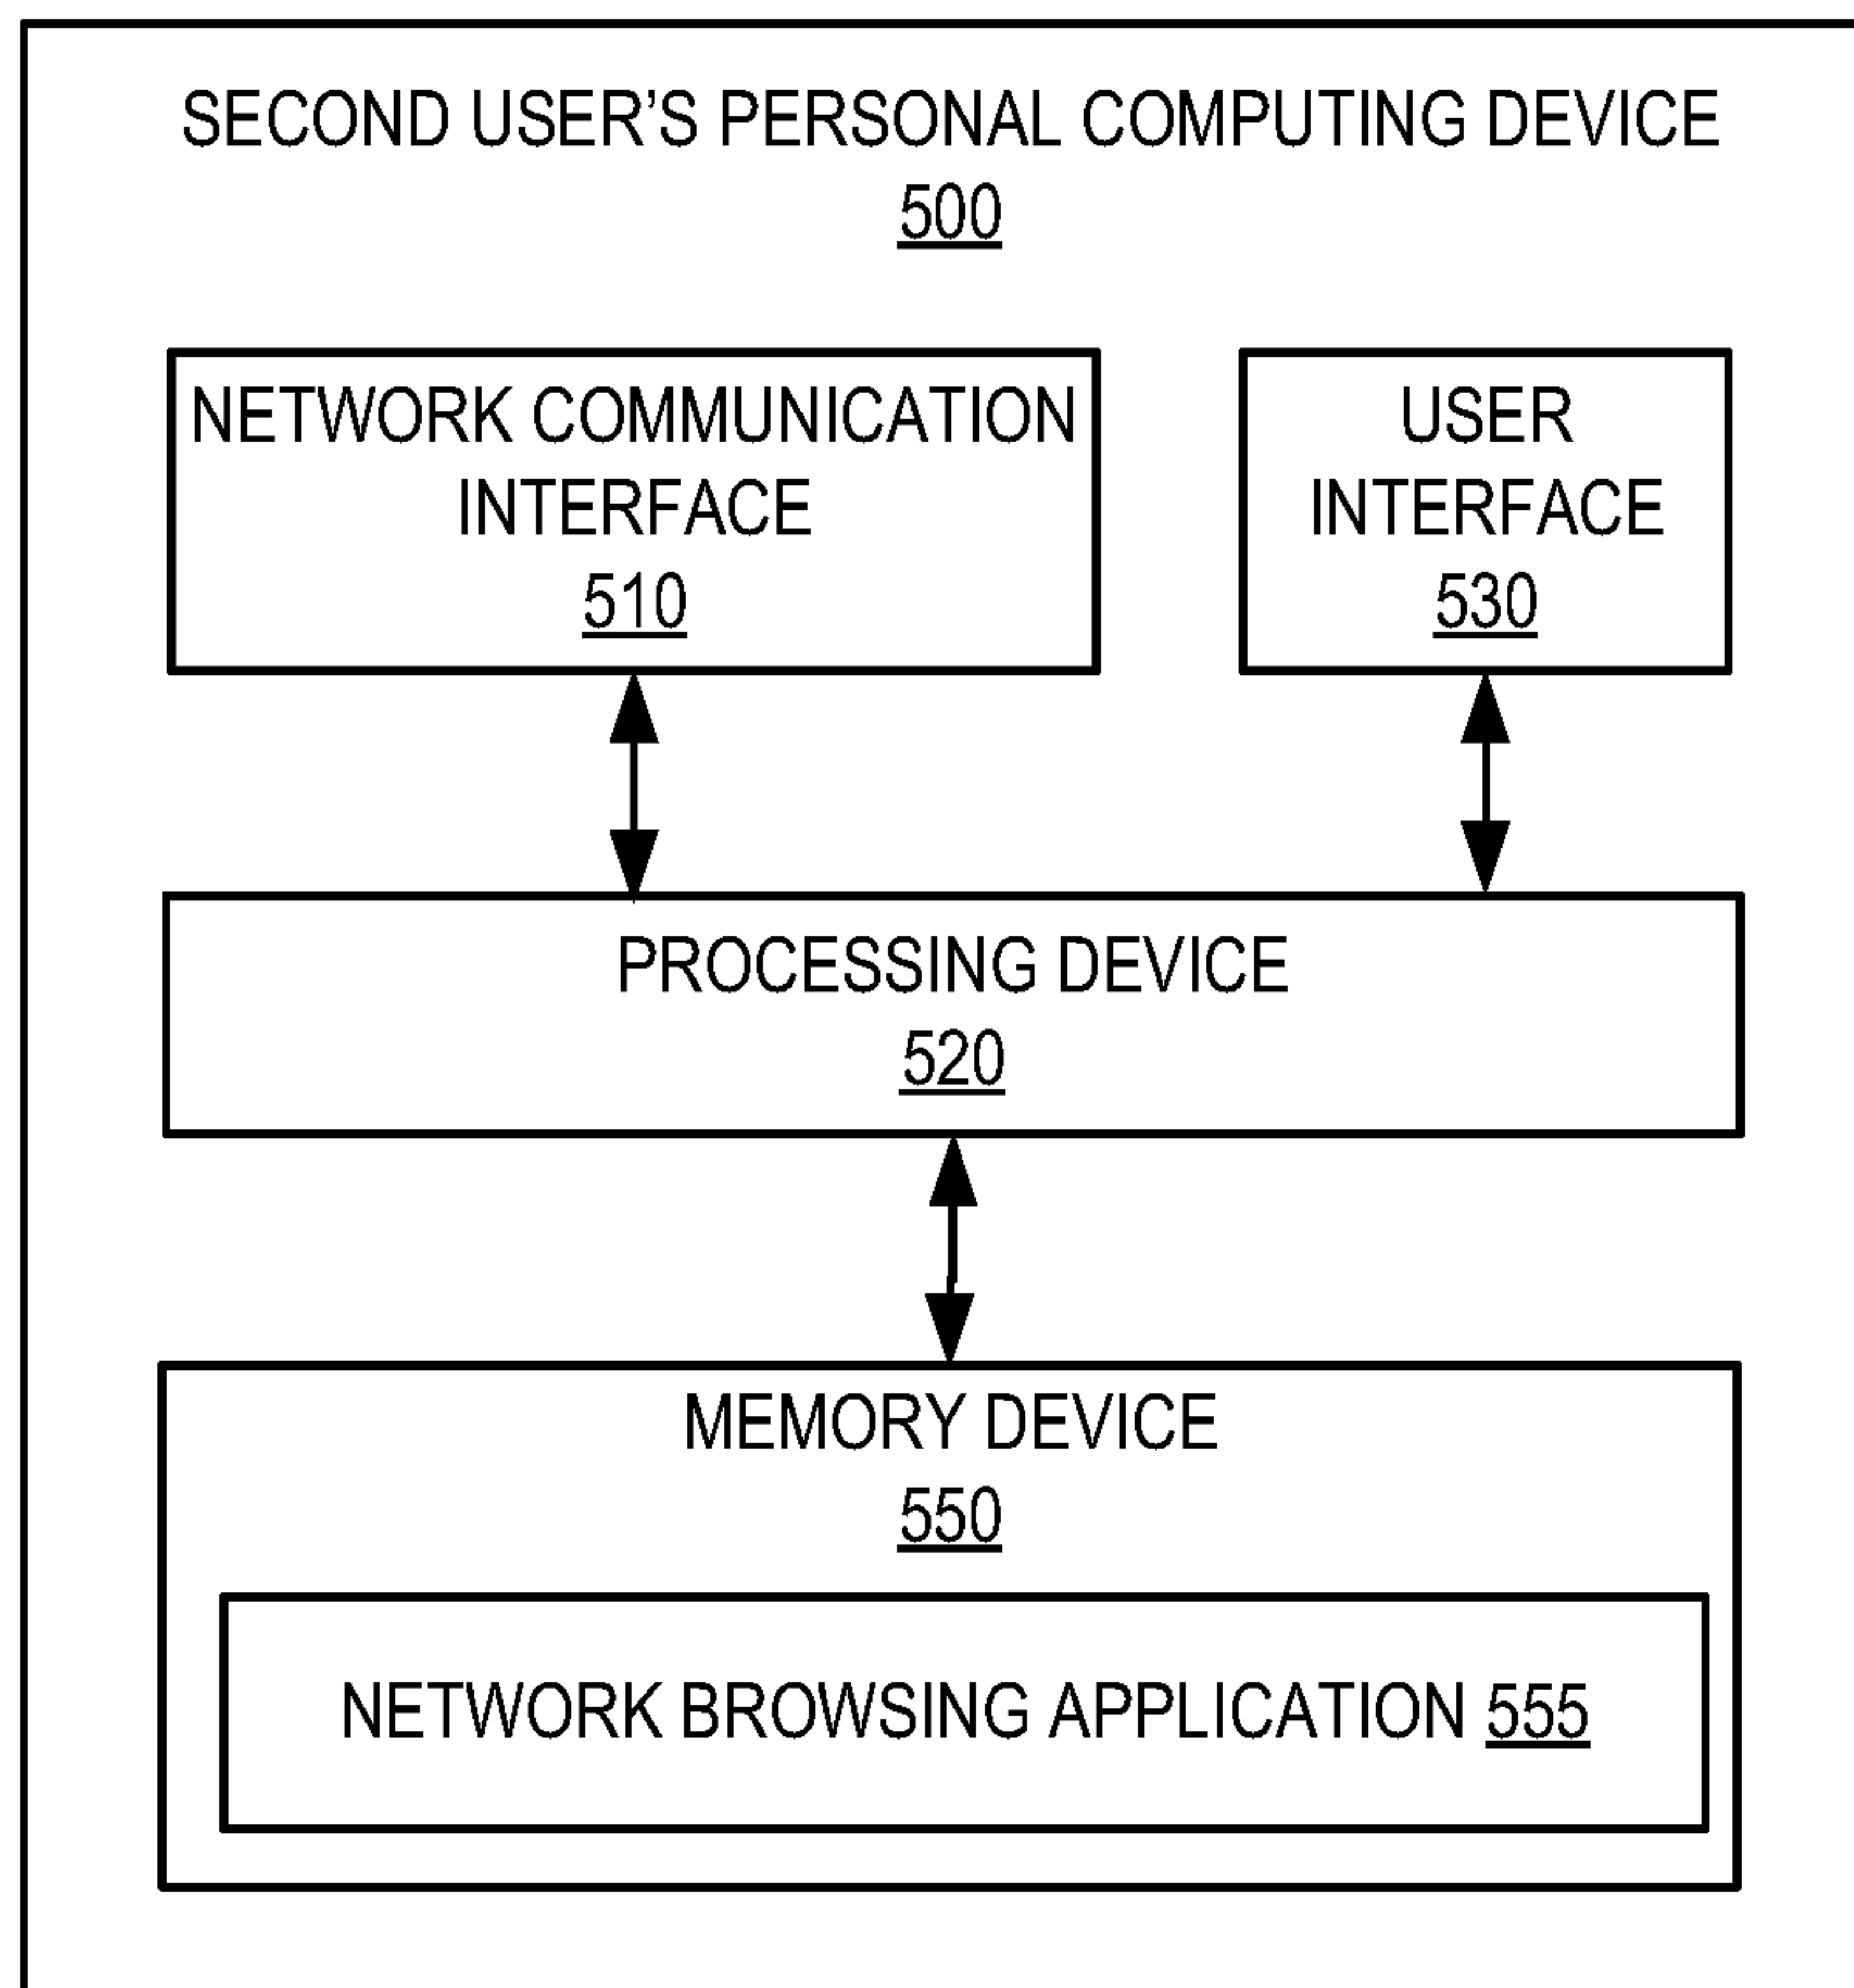 SECOND USER'S PERSONAL COMPUTING DEVICE
500
NETWORK COMMUNICATION
INTERFACE
510
USER
INTERFACE
530
PROCESSING DEVICE
520
MEMORY DEVICE
550
NETWORK BROWSING APPLICATION 555